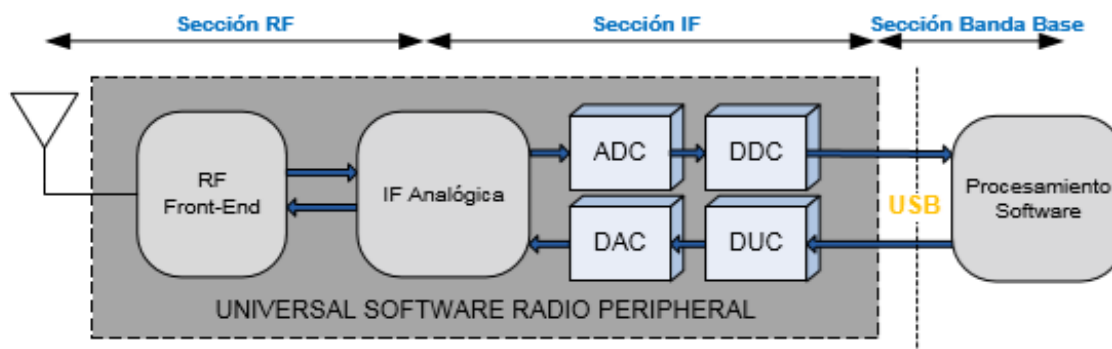 Sección RF
Sección IF
Sección Banda Base
RF
Front-End
IF Analógica
ADC
DDC
DAC
DUC
USB
Procesamiento
Software
UNIVERSAL SOFTWARE RADIO PERIPHERAL